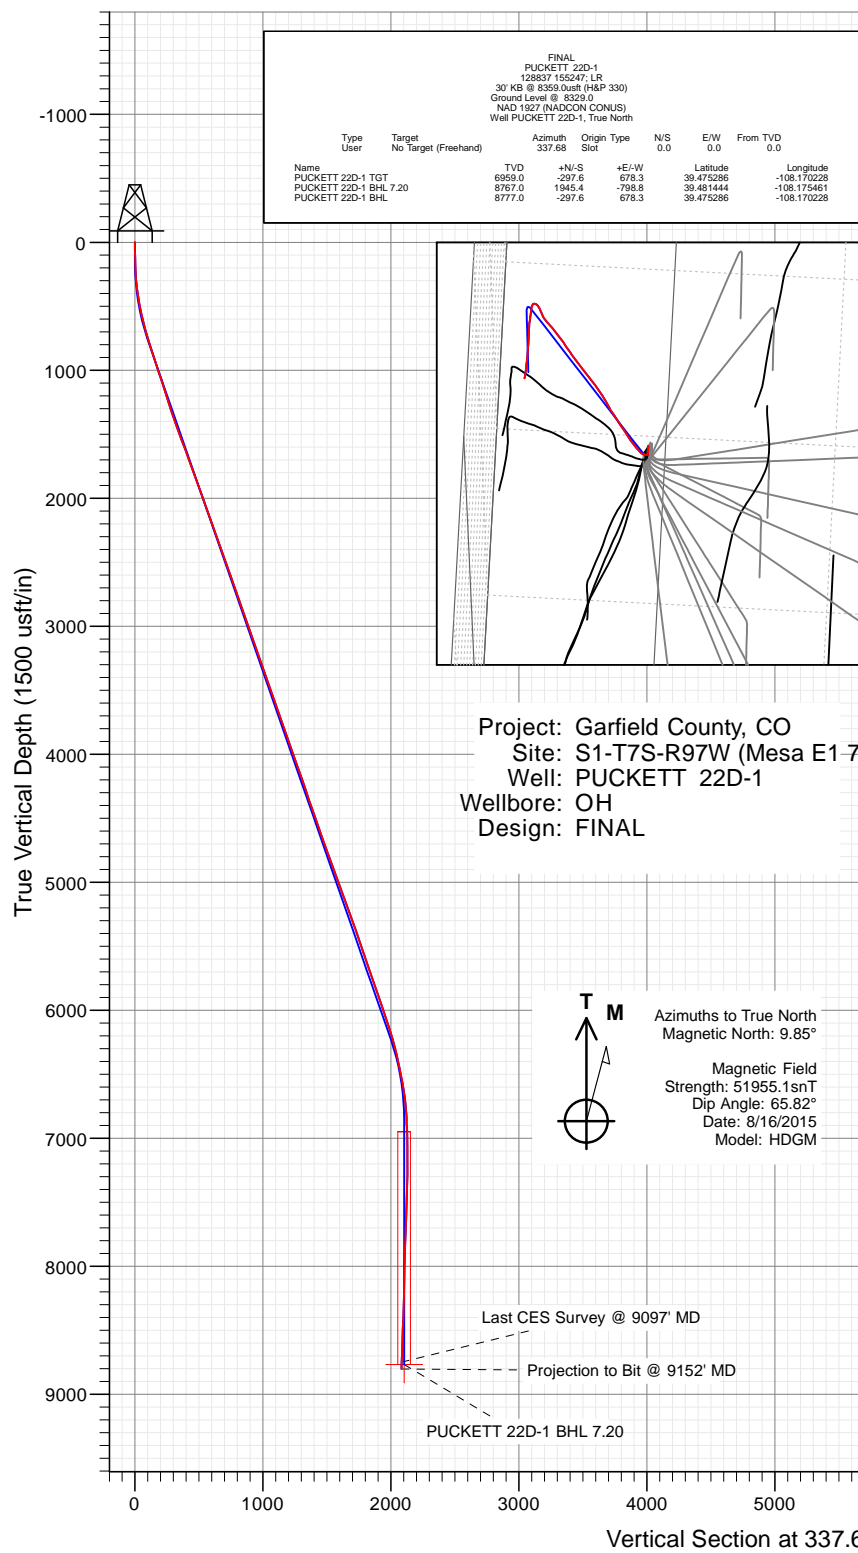 FINAL
PUCKETT 22D-1
128837 155247; LR
30' KB @ 8359.0usft (H&P 330)
Ground Level @ 8329.0
NAD 1927 (NADCON CONUS)
Well PUCKETT 22D-1, True North
Type Target Azimuth Origin Type N/S E/W From TVD
User No Target (Freehand) 337.68 Slot 0.0 0.0 0.0
Name TVD +N/-S +E/-W Latitude Longitude
PUCKETT 22D-1 TGT 6959.0 -297.6 678.3 39.475286 -108.170228
PUCKETT 22D-1 BHL 7.20 8767.0 1945.4 -798.8 39.481444 -108.175461
PUCKETT 22D-1 BHL 8777.0 -297.6 678.3 39.475286 -108.170228
-1000
0
1000
2000
3000
4000
5000
6000
7000
8000
9000
True Vertical Depth (1500 usft/in)
Project: Garfield County, CO
Site: S1-T7S-R97W (Mesa E1 7
Well: PUCKETT 22D-1
Wellbore: OH
Design: FINAL
T M
Azimuths to True North
Magnetic North: 9.85°
Magnetic Field
Strength: 51955.1snT
Dip Angle: 65.82°
Date: 8/16/2015
Model: HDGM
Last CES Survey @ 9097' MD
Projection to Bit @ 9152' MD
PUCKETT 22D-1 BHL 7.20
0 1000 2000 3000 4000 5000
Vertical Section at 337.6